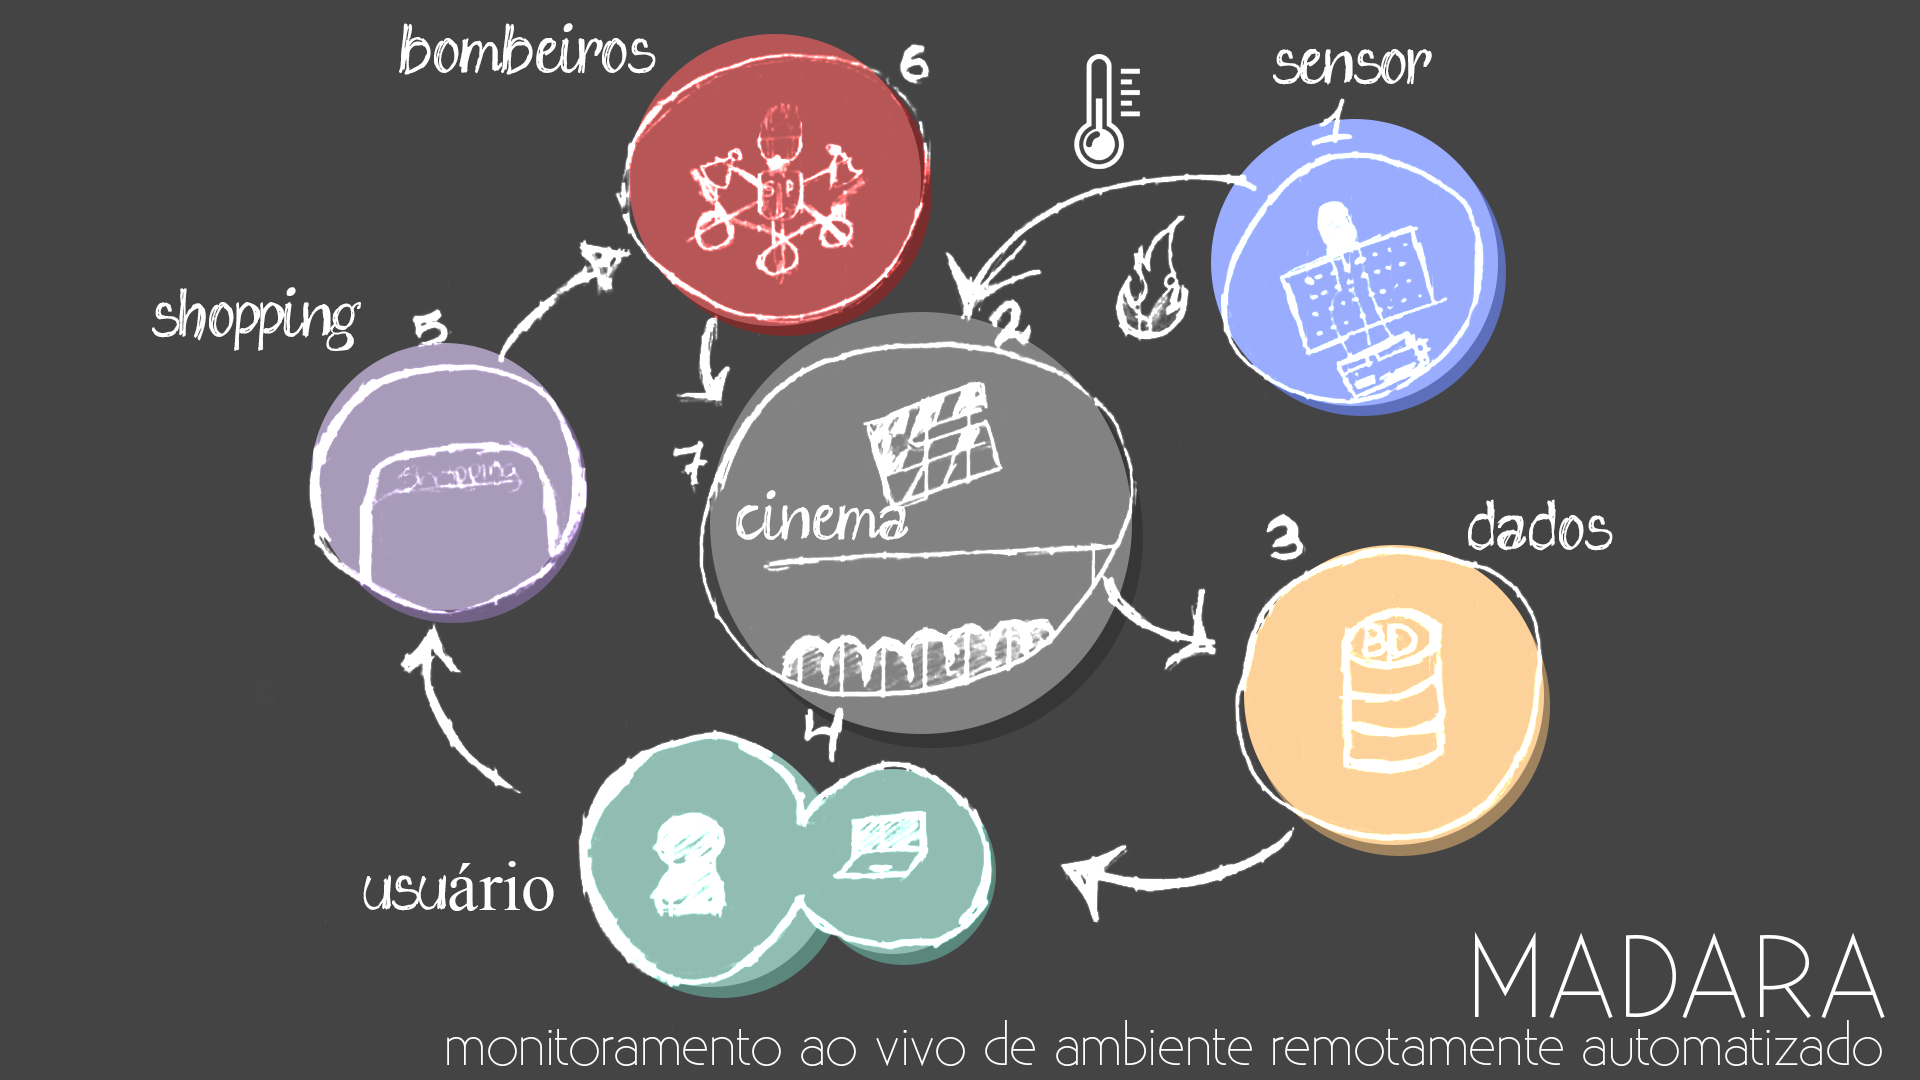 bombeiros
6
sensor
1
shopping
5
2
shopping
7
cinema
3
dados
BD
4
usuário
MADARA
monitoramento ao vivo de ambiente remotamente automatizado